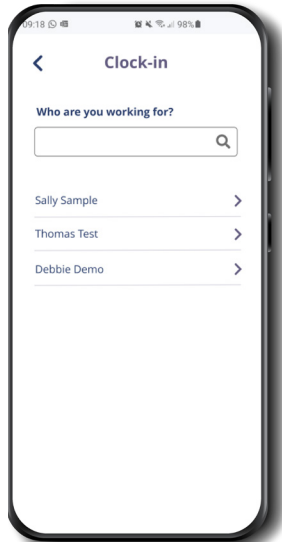 09:18 98%
Clock-in
Who are you working for?
Sally Sample
Thomas Test
Debbie Demo